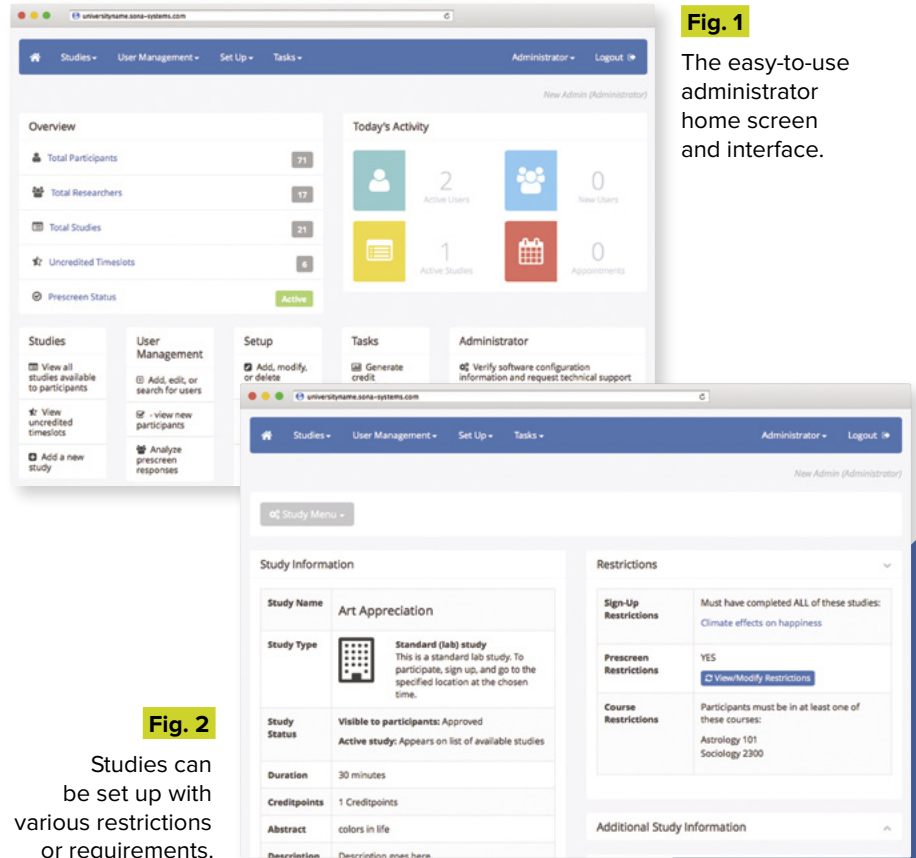 universityname.sona-systems.com
Studies
User Management
Set Up
Tasks
Administrator
Logout
New Admin (Administrator)
Overview
Total Participants
71
Total Researchers
17
Total Studies
21
Uncredited Timeslots
6
Prescreen Status
Active
Today's Activity
2
Active Users
0
New Users
1
Active Studies
0
Appointments
Studies
View all
studies available
to participants
View
uncredited
timeslots
Add a new
study
User
Management
Add, edit, or
search for users
- view new
participants
Analyze
prescreen
responses
Setup
Add, modify,
or delete
Tasks
Generate
credit
Administrator
Verify software configuration
information and request technical support
Fig. 1
The easy-to-use
administrator
home screen
and interface.
universityname.sona-systems.com
Studies
User Management
Set Up
Tasks
Administrator
Logout
New Admin (Administrator)
Study Menu
Study Information
Study Name
Art Appreciation
Study Type
Standard (lab) study
This is a standard lab study. To
participate, sign up, and go to the
specified location at the chosen
time.
Study
Status
Visible to participants: Approved
Active study: Appears on list of available studies
Duration
30 minutes
Creditpoints
1 Creditpoints
Abstract
colors in life
Description
Description goes here
Restrictions
Sign-Up
Restrictions
Must have completed ALL of these studies:
Climate effects on happiness
Prescreen
Restrictions
YES
View/Modify Restrictions
Course
Restrictions
Participants must be in at least one of
these courses:
Astrology 101
Sociology 2300
Additional Study Information
Fig. 2
Studies can
be set up with
various restrictions
or requirements.